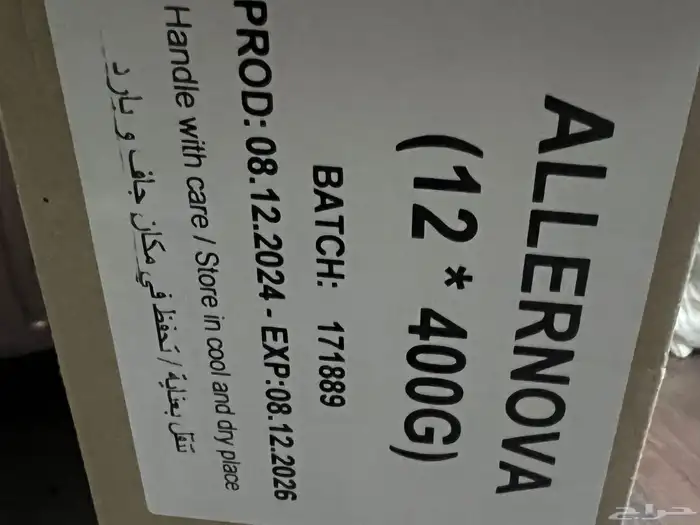 ALLERNOVA
(12 * 400G)
BATCH: 171889
PROD: 08.12.2024 - EXP:08.12.2026
Handle with care / Store in cool and dry place
تنقل بعناية / تحفظ في مكان جاف و بارد
حراج